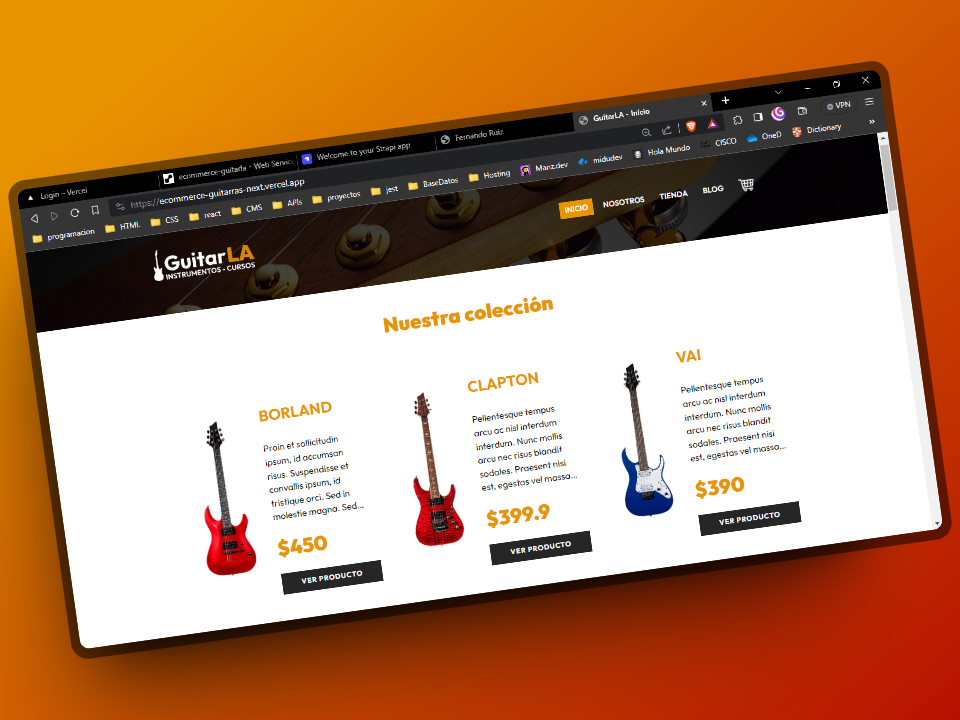 Login – Vercel
ecommerce-guitarla · Web Servic
Welcome to your Strapi app
Fernando Ruiz
GuitarLA - Inicio
https://ecommerce-guitarras-next.vercel.app
VPN
programacion
HTML
CSS
react
CMS
APIs
proyectos
jest
BaseDatos
Hosting
Manz.dev
midudev
Hola Mundo
CISCO
OneD
Dictionary
»
GuitarLA
INSTRUMENTOS - CURSOS
INICIO
NOSOTROS
TIENDA
BLOG
Nuestra colección
BORLAND
Proin et sollicitudin
ipsum, id accumsan
risus. Suspendisse et
convallis ipsum, id
tristique orci. Sed in
molestie magna. Sed...
$450
VER PRODUCTO
CLAPTON
Pellentesque tempus
arcu ac nisl interdum
interdum. Nunc mollis
arcu nec risus blandit
sodales. Praesent nisi
est, egestas vel massa...
$399.9
VER PRODUCTO
VAI
Pellentesque tempus
arcu ac nisl interdum
interdum. Nunc mollis
arcu nec risus blandit
sodales. Praesent nisi
est, egestas vel massa...
$390
VER PRODUCTO